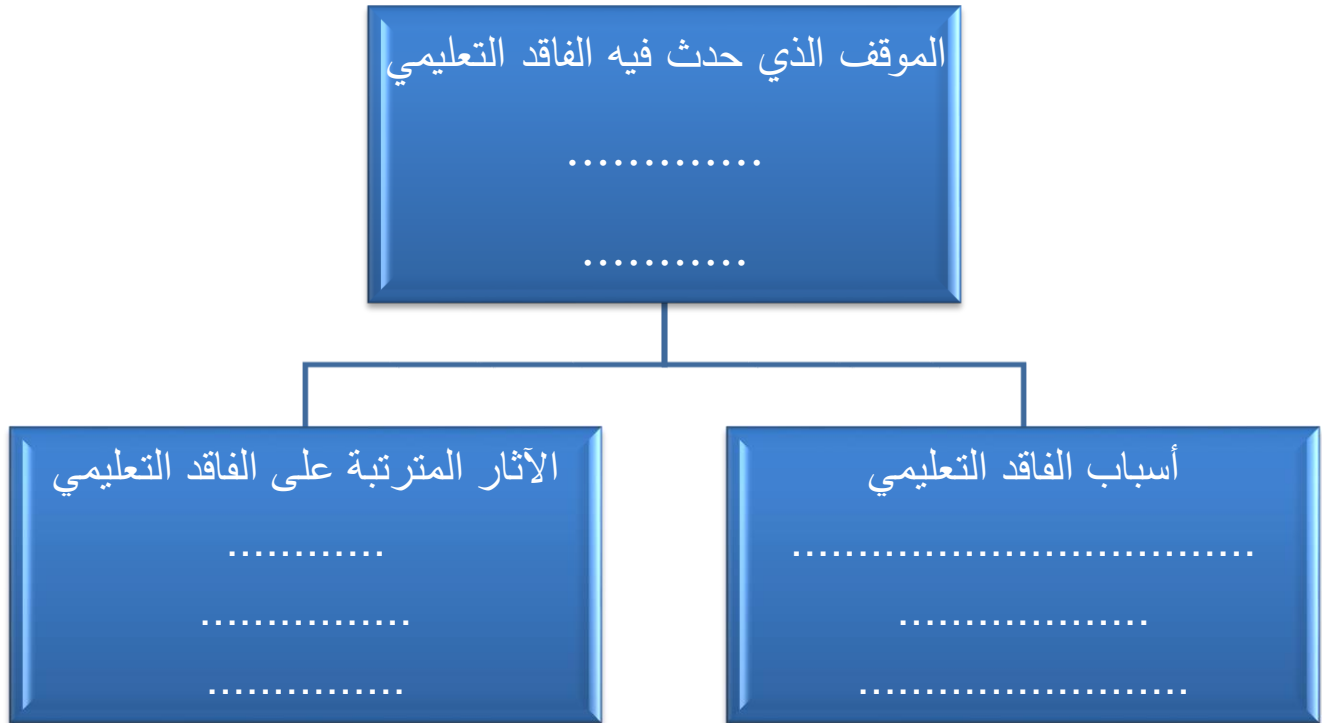 الموقف الذي حدث فيه الفاقد التعليمي
.............
...........
أسباب الفاقد التعليمي
...................................
...................
.........................
الآثار المترتبة على الفاقد التعليمي
............
................
...............